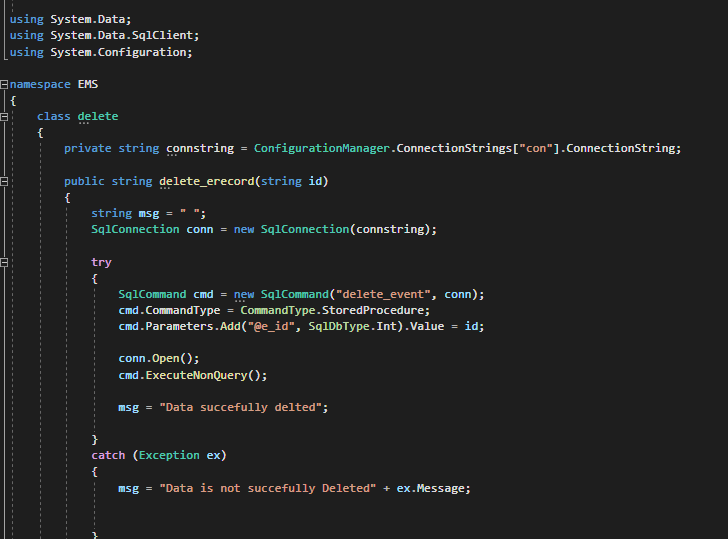 using System.Data;
using System.Data.SqlClient;
using System.Configuration;
namespace EMS
{
class delete
{
private string connstring = ConfigurationManager.ConnectionStrings["con"].ConnectionString;
public string delete_erecord(string id)
{
string msg = " ";
SqlConnection conn = new SqlConnection(connstring);
try
{
SqlCommand cmd = new SqlCommand("delete_event", conn);
cmd.CommandType = CommandType.StoredProcedure;
cmd.Parameters.Add("@e_id", SqlDbType.Int).Value = id;
conn.Open();
cmd.ExecuteNonQuery();
msg = "Data succefully delted";
}
catch (Exception ex)
{
msg = "Data is not succefully Deleted" + ex.Message;
}